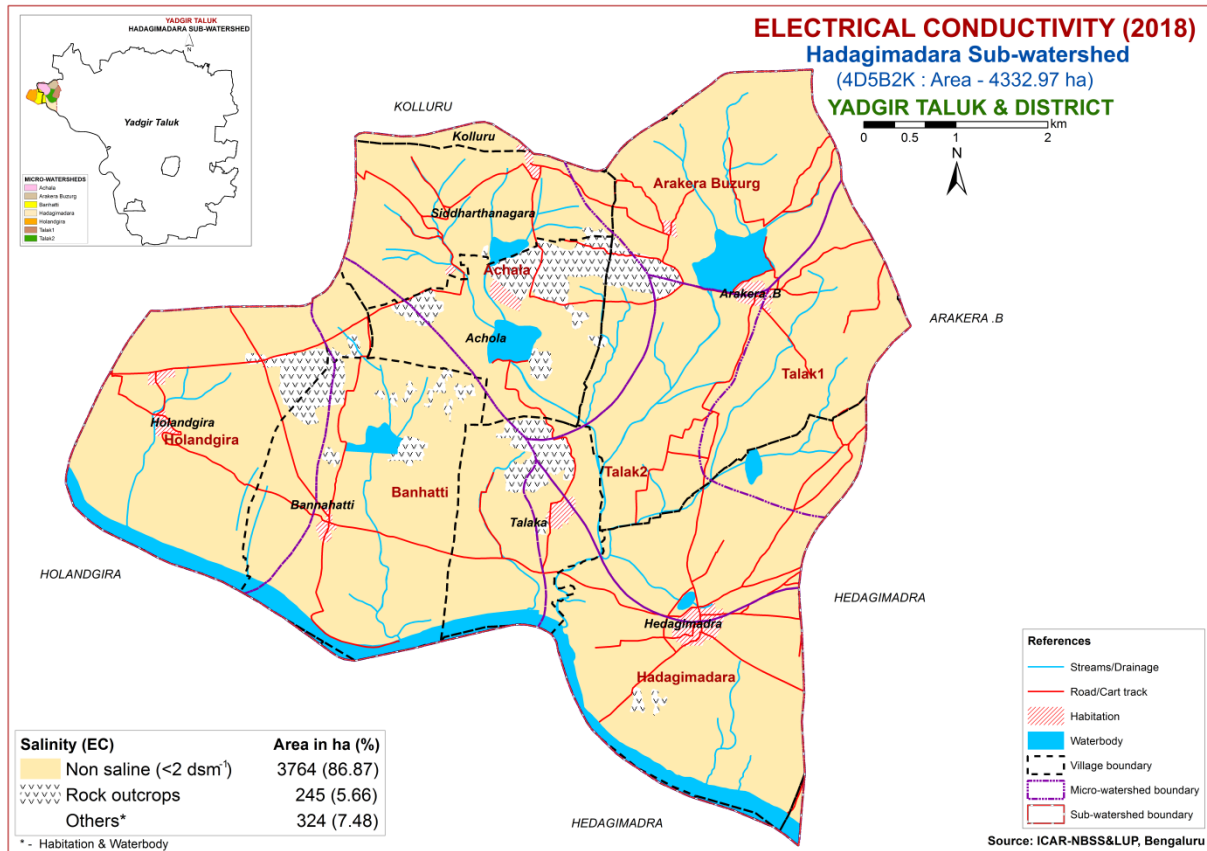 YADGIR TALUK
HADAGIMADARA SUB-WATERSHED
N
Yadgir Taluk
MICRO-WATERSHEDS
Achala
Arakera Buzurg
Banhatti
Hadagimadara
Holandgira
Talak1
Talak2
ELECTRICAL CONDUCTIVITY (2018)
Hadagimadara Sub-watershed
(4D5B2K : Area - 4332.97 ha)
YADGIR TALUK & DISTRICT
km
0 0.5 1 2
N
KOLLURU
Kolluru
Arakera Buzurg
Siddharthanagara
Achala
Arakera .B
ARAKERA .B
Achola
Talak1
Holandgira
Holandgira
Talak2
Banhatti
Bannahatti
Talaka
HOLANDGIRA
HEDAGIMADRA
Hedagimadra
Hadagimadara
HEDAGIMADRA
Salinity (EC) Area in ha (%)
Non saline (<2 dsm-1) 3764 (86.87)
Rock outcrops 245 (5.66)
Others* 324 (7.48)
* - Habitation & Waterbody
References
Streams/Drainage
Road/Cart track
Habitation
Waterbody
Village boundary
Micro-watershed boundary
Sub-watershed boundary
Source: ICAR-NBSS&LUP, Bengaluru